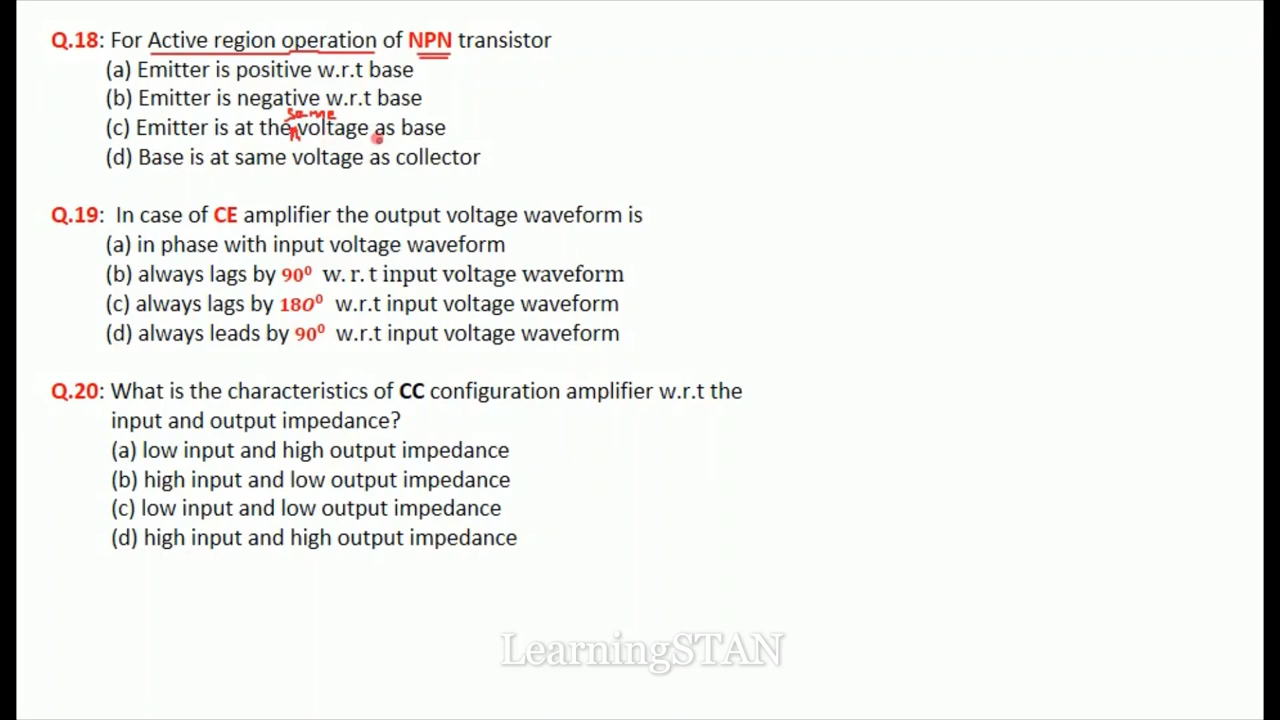 Q.18: For Active region operation of NPN transistor
(a) Emitter is positive w.r.t base
(b) Emitter is negative w.r.t base
same
(c) Emitter is at the voltage as base
(d) Base is at same voltage as collector
Q.19: In case of CE amplifier the output voltage waveform is
(a) in phase with input voltage waveform
(b) always lags by 90⁰ w. r. t input voltage waveform
(c) always lags by 180⁰ w.r.t input voltage waveform
(d) always leads by 90⁰ w.r.t input voltage waveform
Q.20: What is the characteristics of CC configuration amplifier w.r.t the
input and output impedance?
(a) low input and high output impedance
(b) high input and low output impedance
(c) low input and low output impedance
(d) high input and high output impedance
LearningSTAN